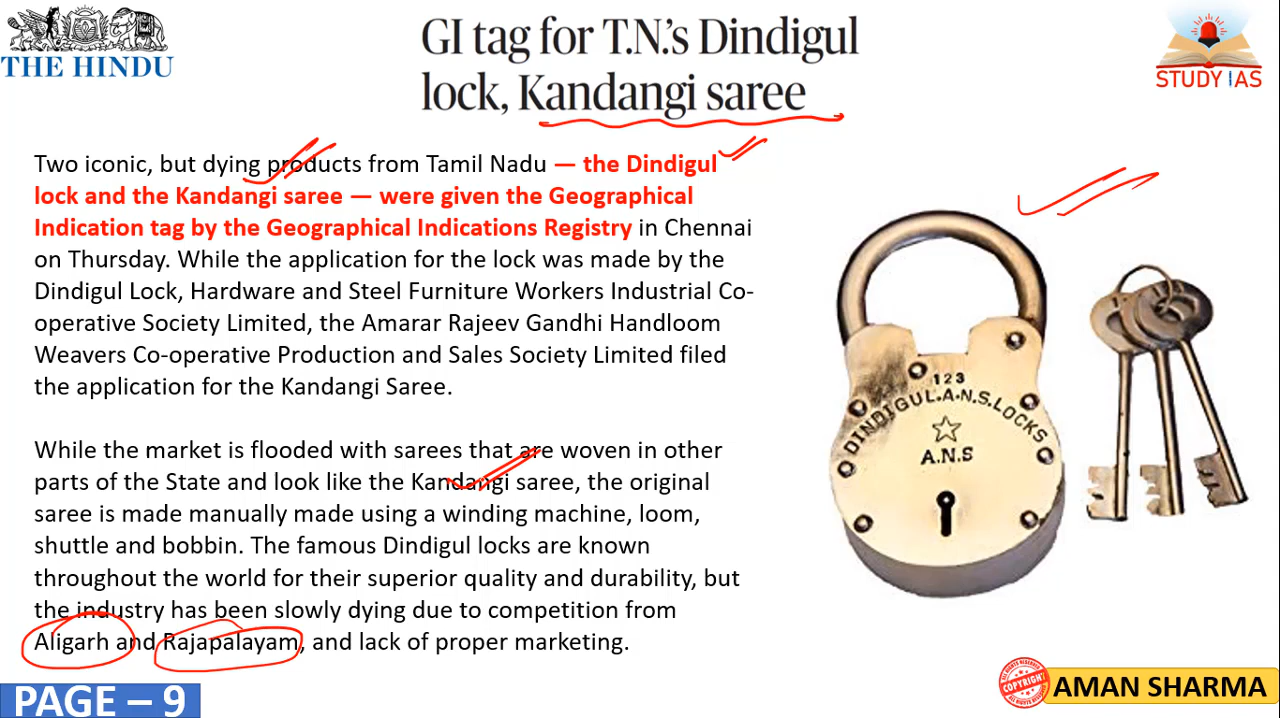 THE HINDU
GI tag for T.N.'s Dindigul
lock, Kandangi saree
STUDY IAS
Two iconic, but dying products from Tamil Nadu — the Dindigul
lock and the Kandangi saree — were given the Geographical
Indication tag by the Geographical Indications Registry in Chennai
on Thursday. While the application for the lock was made by the
Dindigul Lock, Hardware and Steel Furniture Workers Industrial Co-
operative Society Limited, the Amarar Rajeev Gandhi Handloom
Weavers Co-operative Production and Sales Society Limited filed
the application for the Kandangi Saree.
While the market is flooded with sarees that are woven in other
parts of the State and look like the Kandangi saree, the original
saree is made manually made using a winding machine, loom,
shuttle and bobbin. The famous Dindigul locks are known
throughout the world for their superior quality and durability, but
the industry has been slowly dying due to competition from
Aligarh and Rajapalayam, and lack of proper marketing.
123
DINDIGUL.A.N.S.LOCKS
A.N.S
PAGE – 9
COPYRIGHT
AMAN SHARMA